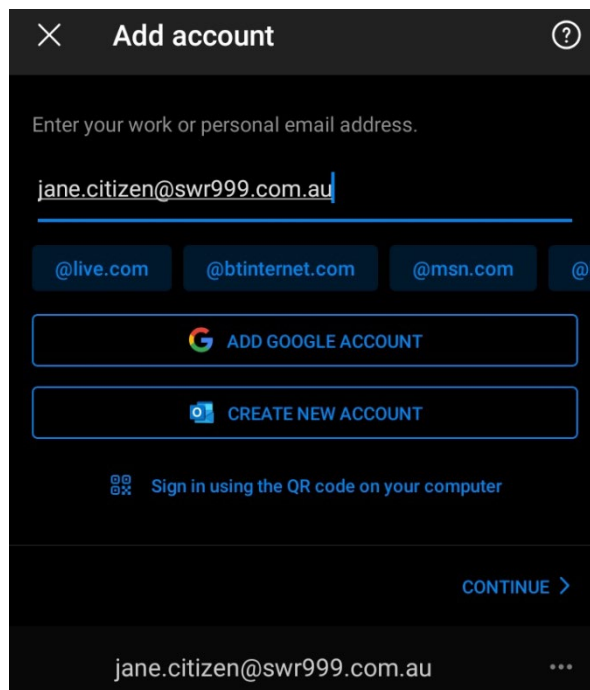 Add account
Enter your work or personal email address.
jane.citizen@swr999.com.au
@live.com @btinternet.com @msn.com @
ADD GOOGLE ACCOUNT
CREATE NEW ACCOUNT
Sign in using the QR code on your computer
CONTINUE
jane.citizen@swr999.com.au